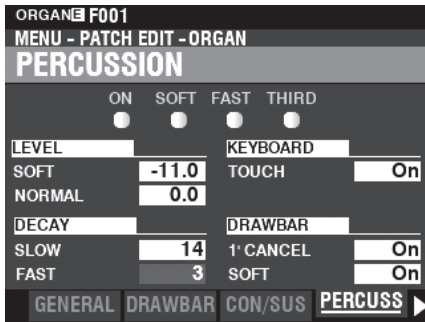 ORGAN E F001
MENU - PATCH EDIT - ORGAN
PERCUSSION
ON SOFT FAST THIRD
LEVEL KEYBOARD
SOFT -11.0 TOUCH On
NORMAL 0.0
DECAY DRAWBAR
SLOW 14 1' CANCEL On
FAST 3 SOFT On
GENERAL DRAWBAR CON/SUS PERCUSS